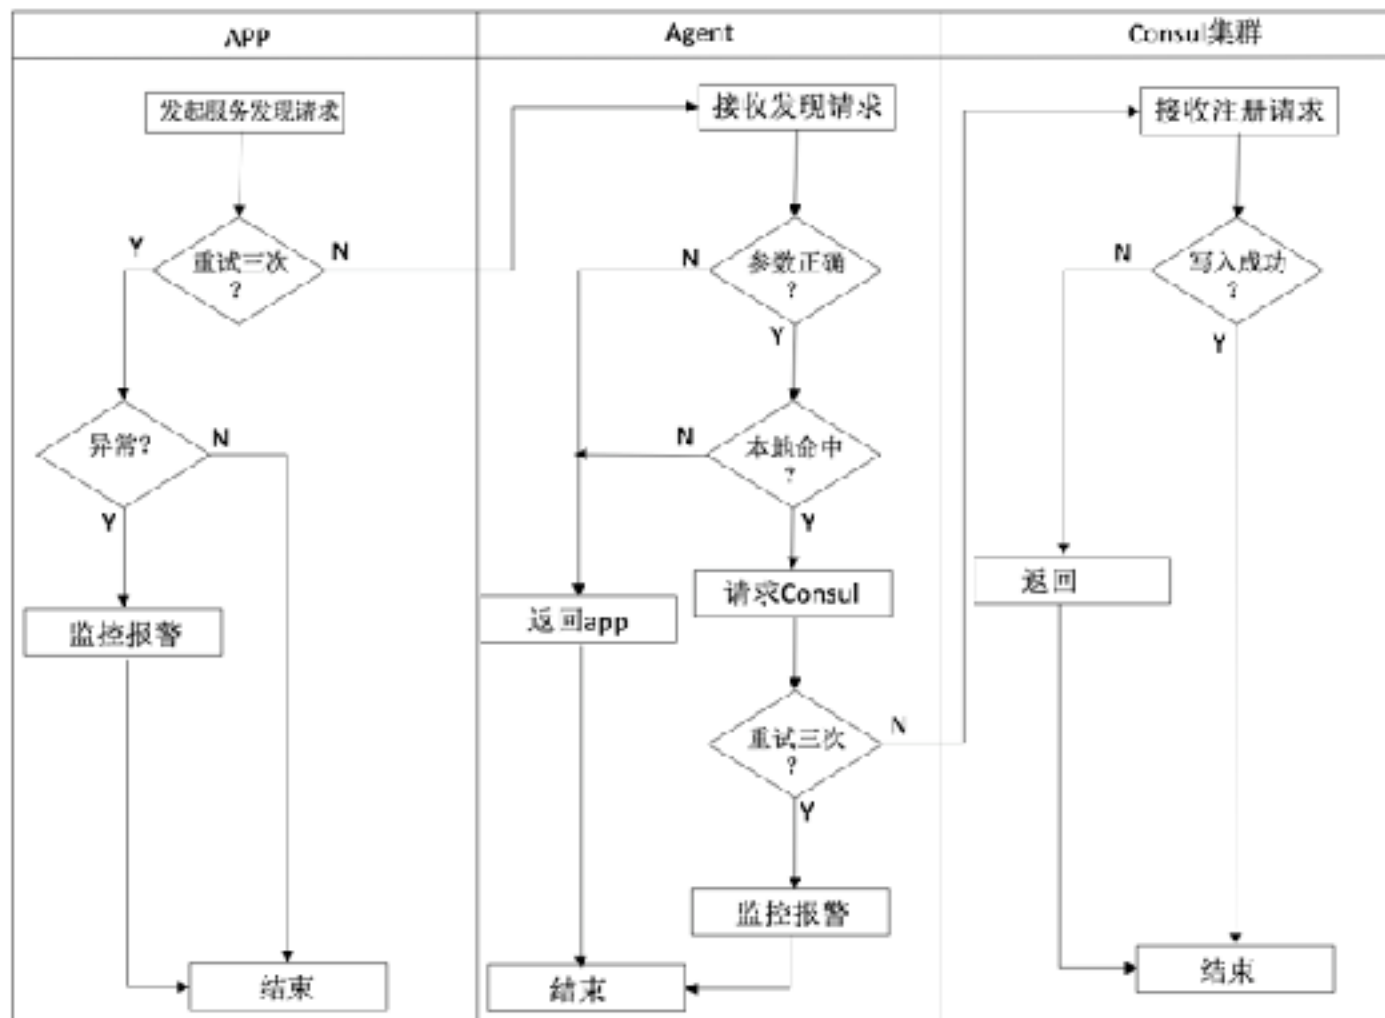 APP
Agent
Consul集群
发起服务发现请求
重试三次
?
Y
N
异常?
N
Y
监控报警
结束
接收发现请求
参数正确
?
N
Y
本地命中
?
N
Y
请求Consul
返回app
重试三次
?
N
Y
监控报警
结束
接收注册请求
写入成功
?
N
Y
返回
结束